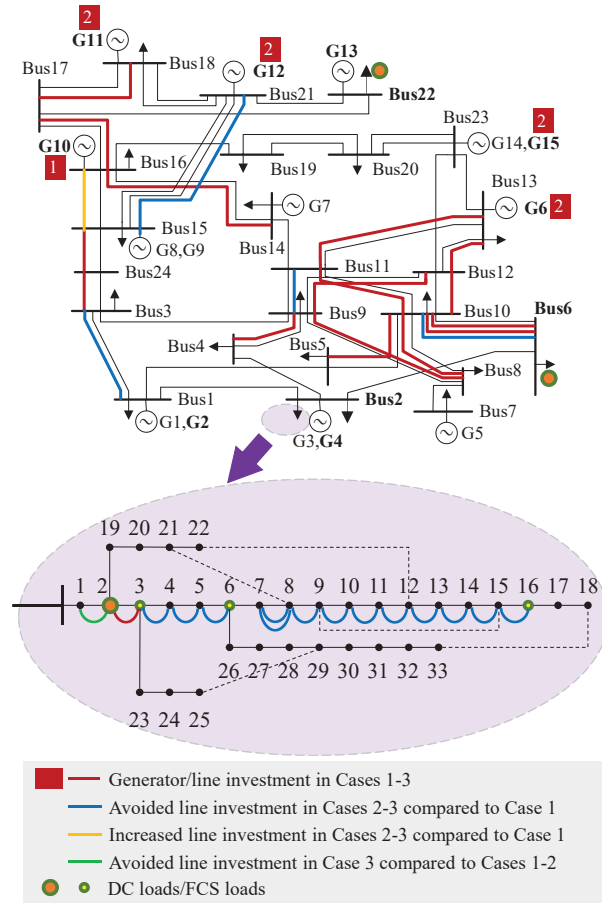 2
G11
2
G12
G13
Bus17
Bus18
Bus21
Bus22
G10
2
Bus23
G14,G15
1
Bus16
Bus19
Bus20
Bus13
G6
2
G7
Bus15
G8,G9
Bus14
Bus24
Bus11
Bus12
Bus3
Bus9
Bus10
Bus6
Bus4
Bus5
Bus8
Bus1
Bus2
Bus7
G1,G2
G3,G4
G5
19 20 21 22
1 2 3 4 5 6 7 8 9 10 11 12 13 14 15 16 17 18
26 27 28 29 30 31 32 33
23 24 25
Generator/line investment in Cases 1-3
Avoided line investment in Cases 2-3 compared to Case 1
Increased line investment in Cases 2-3 compared to Case 1
Avoided line investment in Case 3 compared to Cases 1-2
DC loads/FCS loads